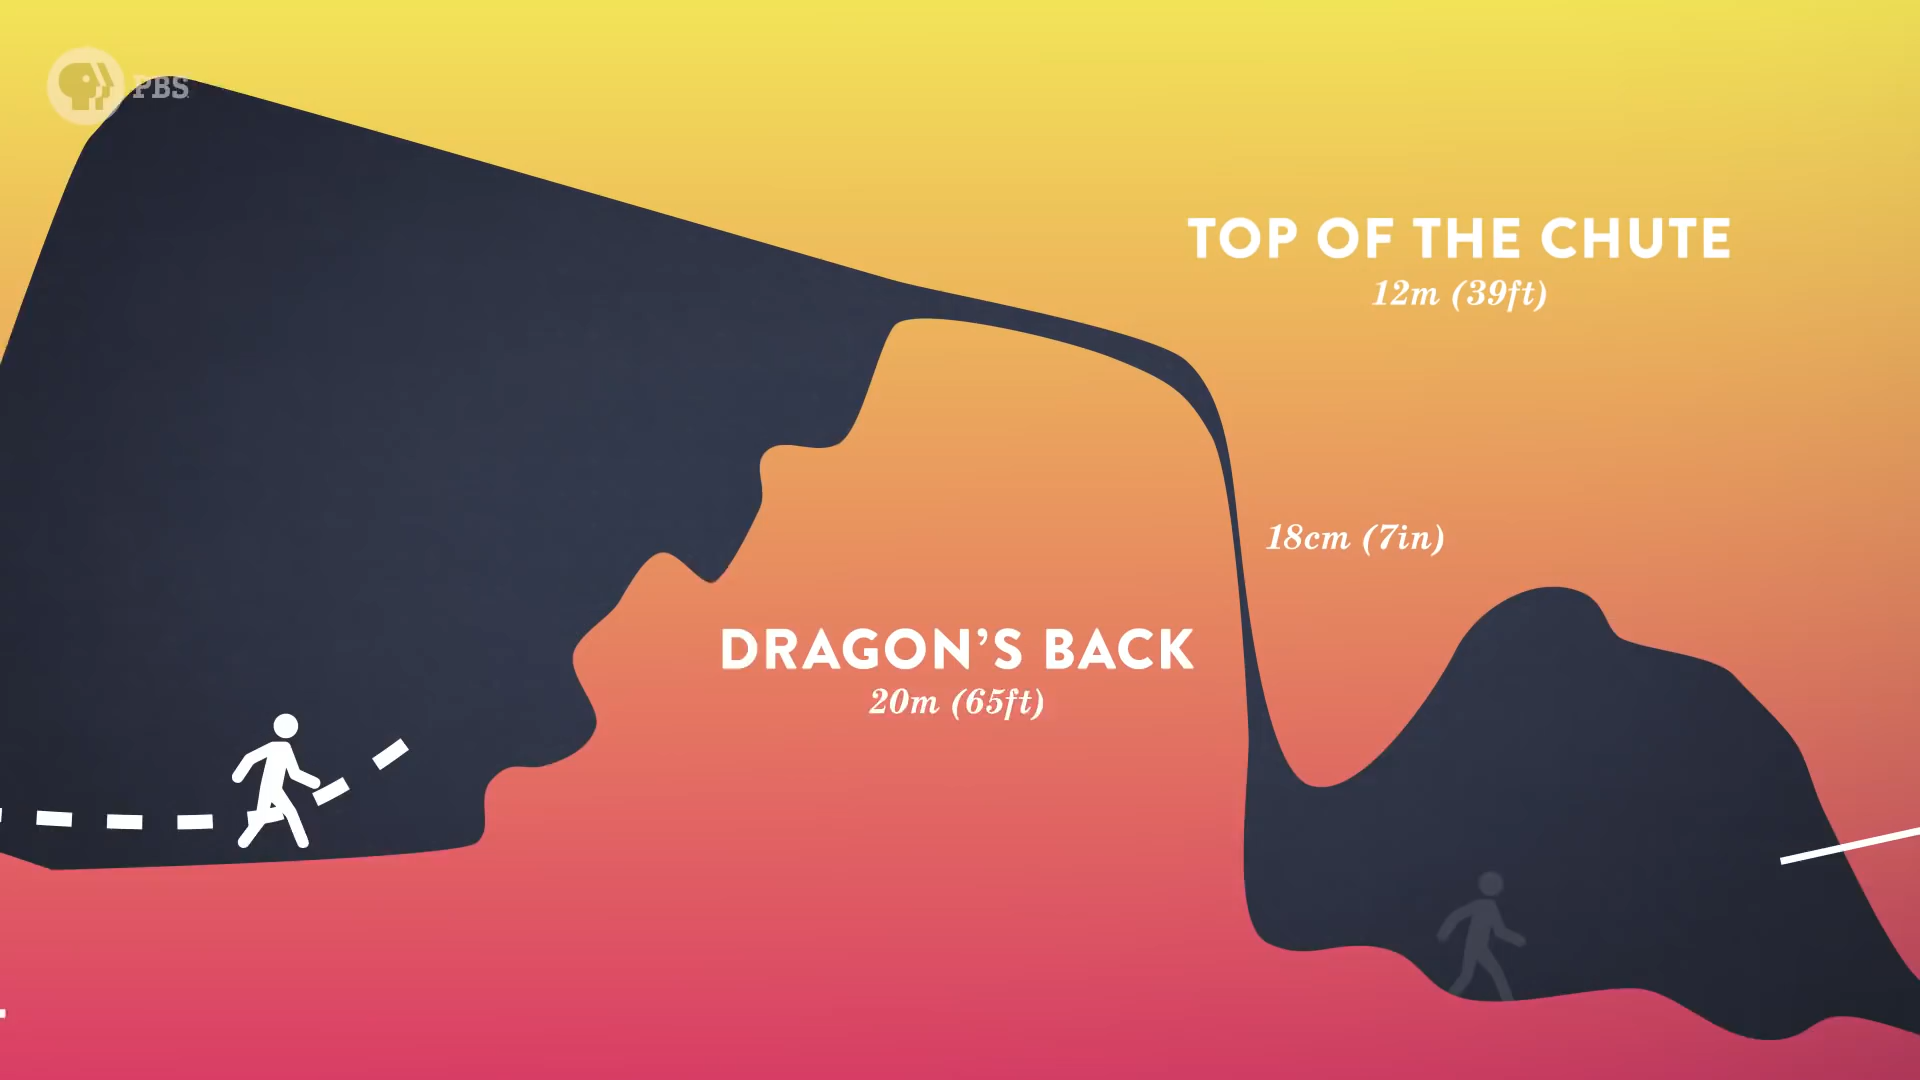 PBS
TOP OF THE CHUTE
12m (39ft)
18cm (7in)
DRAGON'S BACK
20m (65ft)